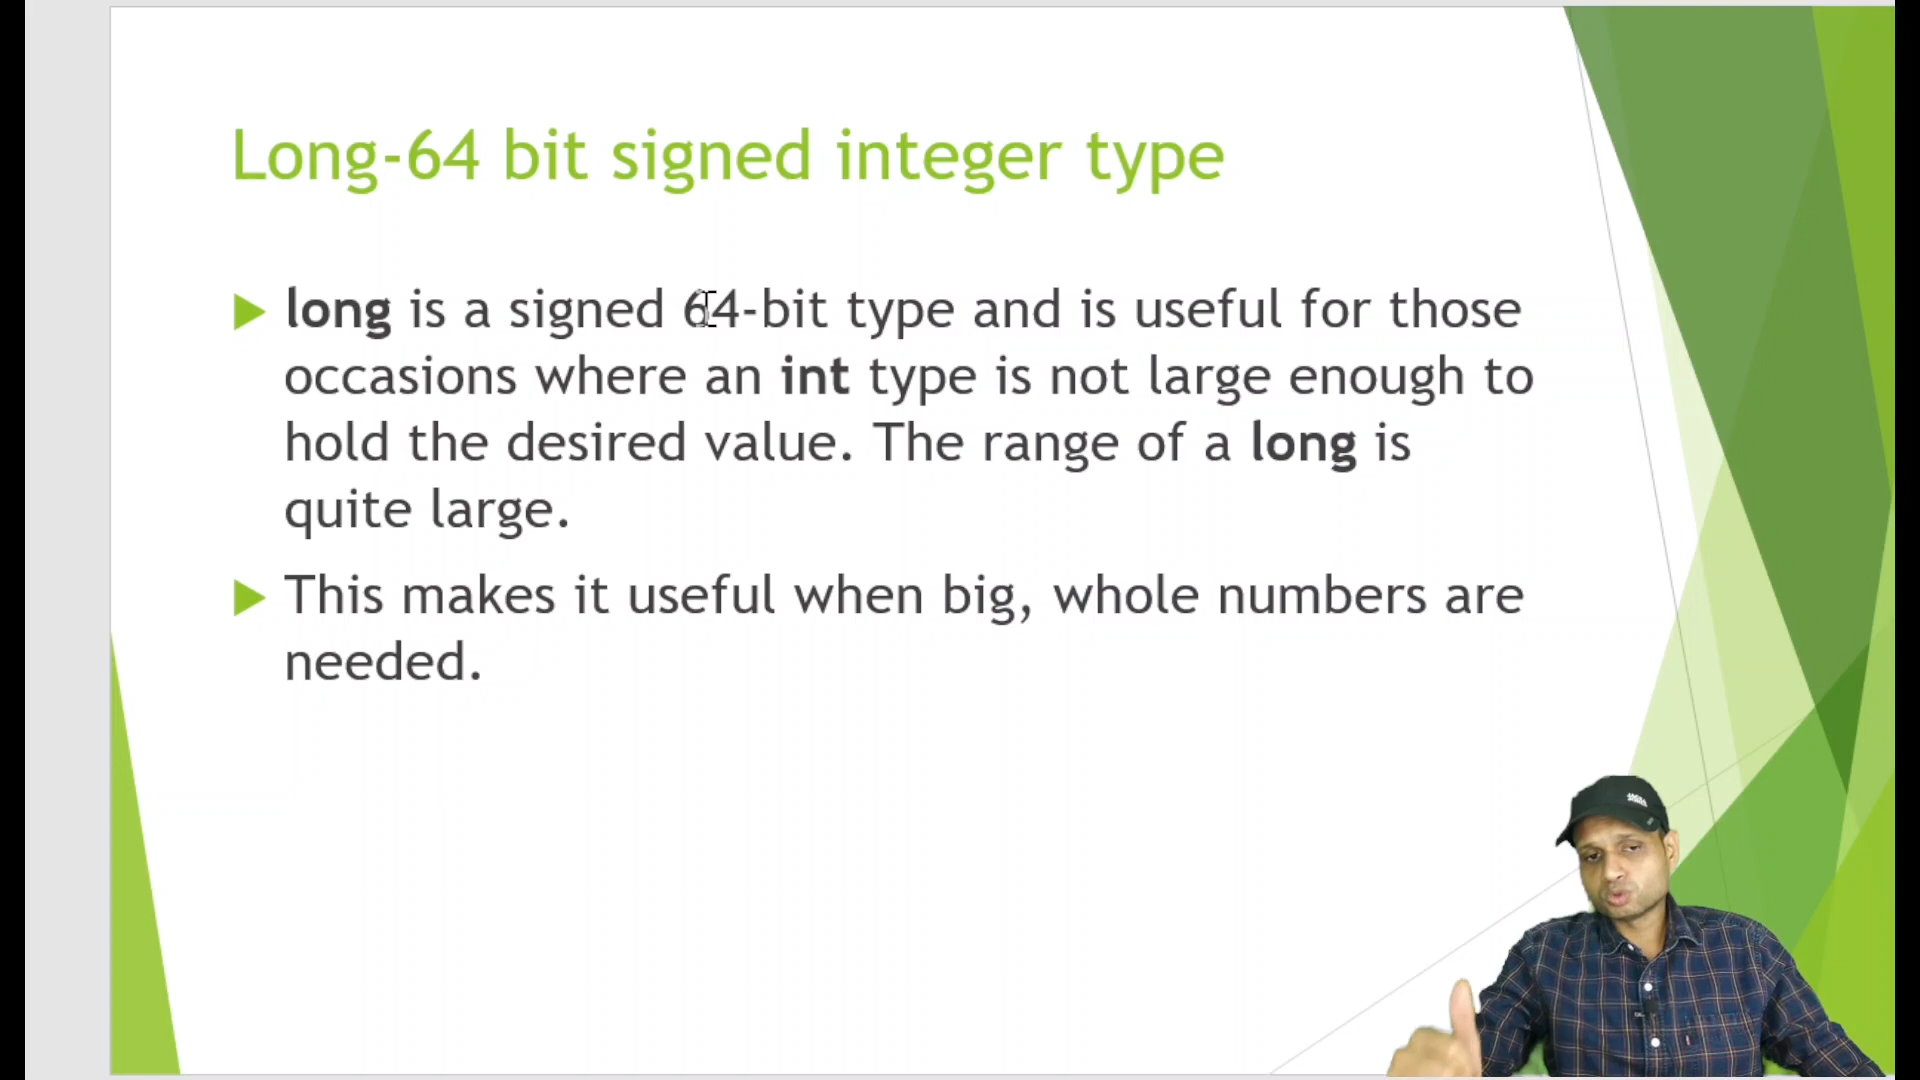 Long-64 bit signed integer type
long is a signed 64-bit type and is useful for those
occasions where an int type is not large enough to
hold the desired value. The range of a long is
quite large.
This makes it useful when big, whole numbers are
needed.